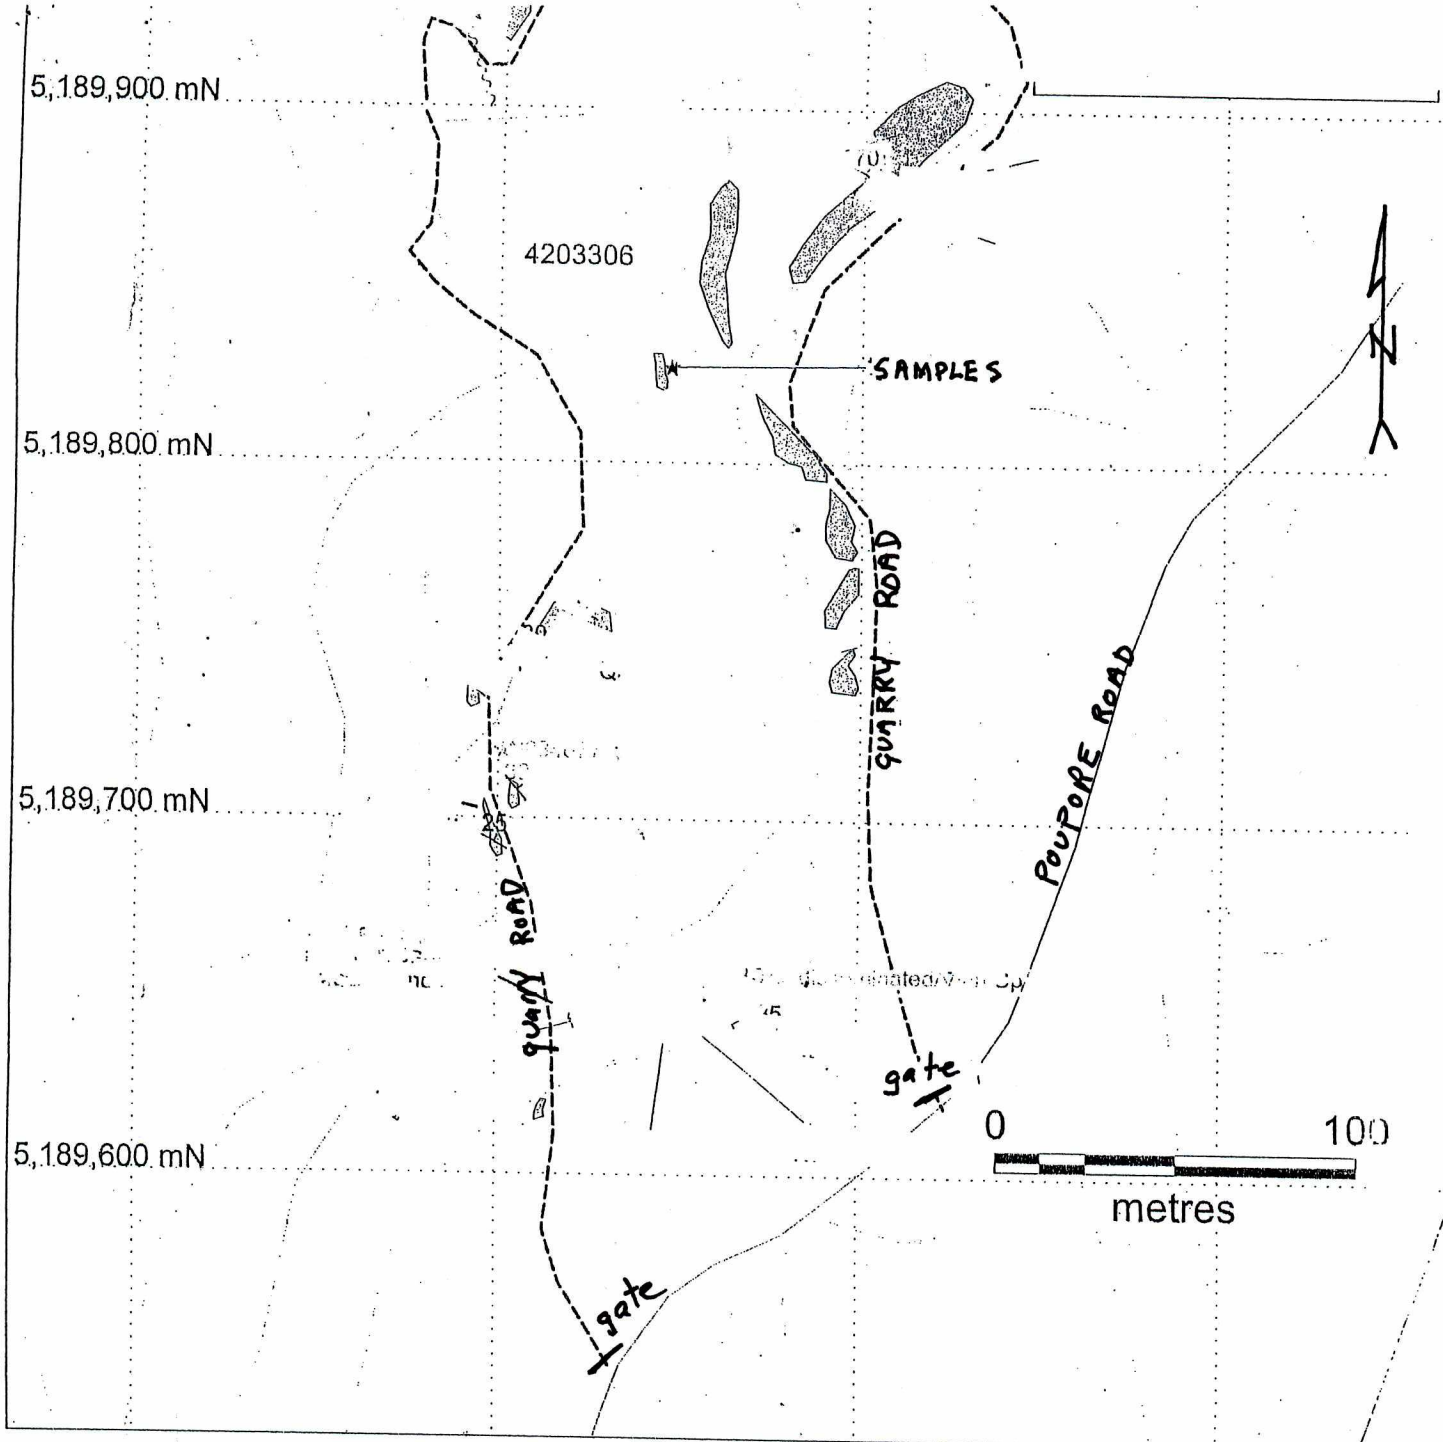 5,189,900 mN
70
4203306
SAMPLES
5,189,800 mN
QUARRY ROAD
POUPORE ROAD
5,189,700 mN
QUARRY ROAD
gate
0 100
metres
5,189,600 mN
gate
N